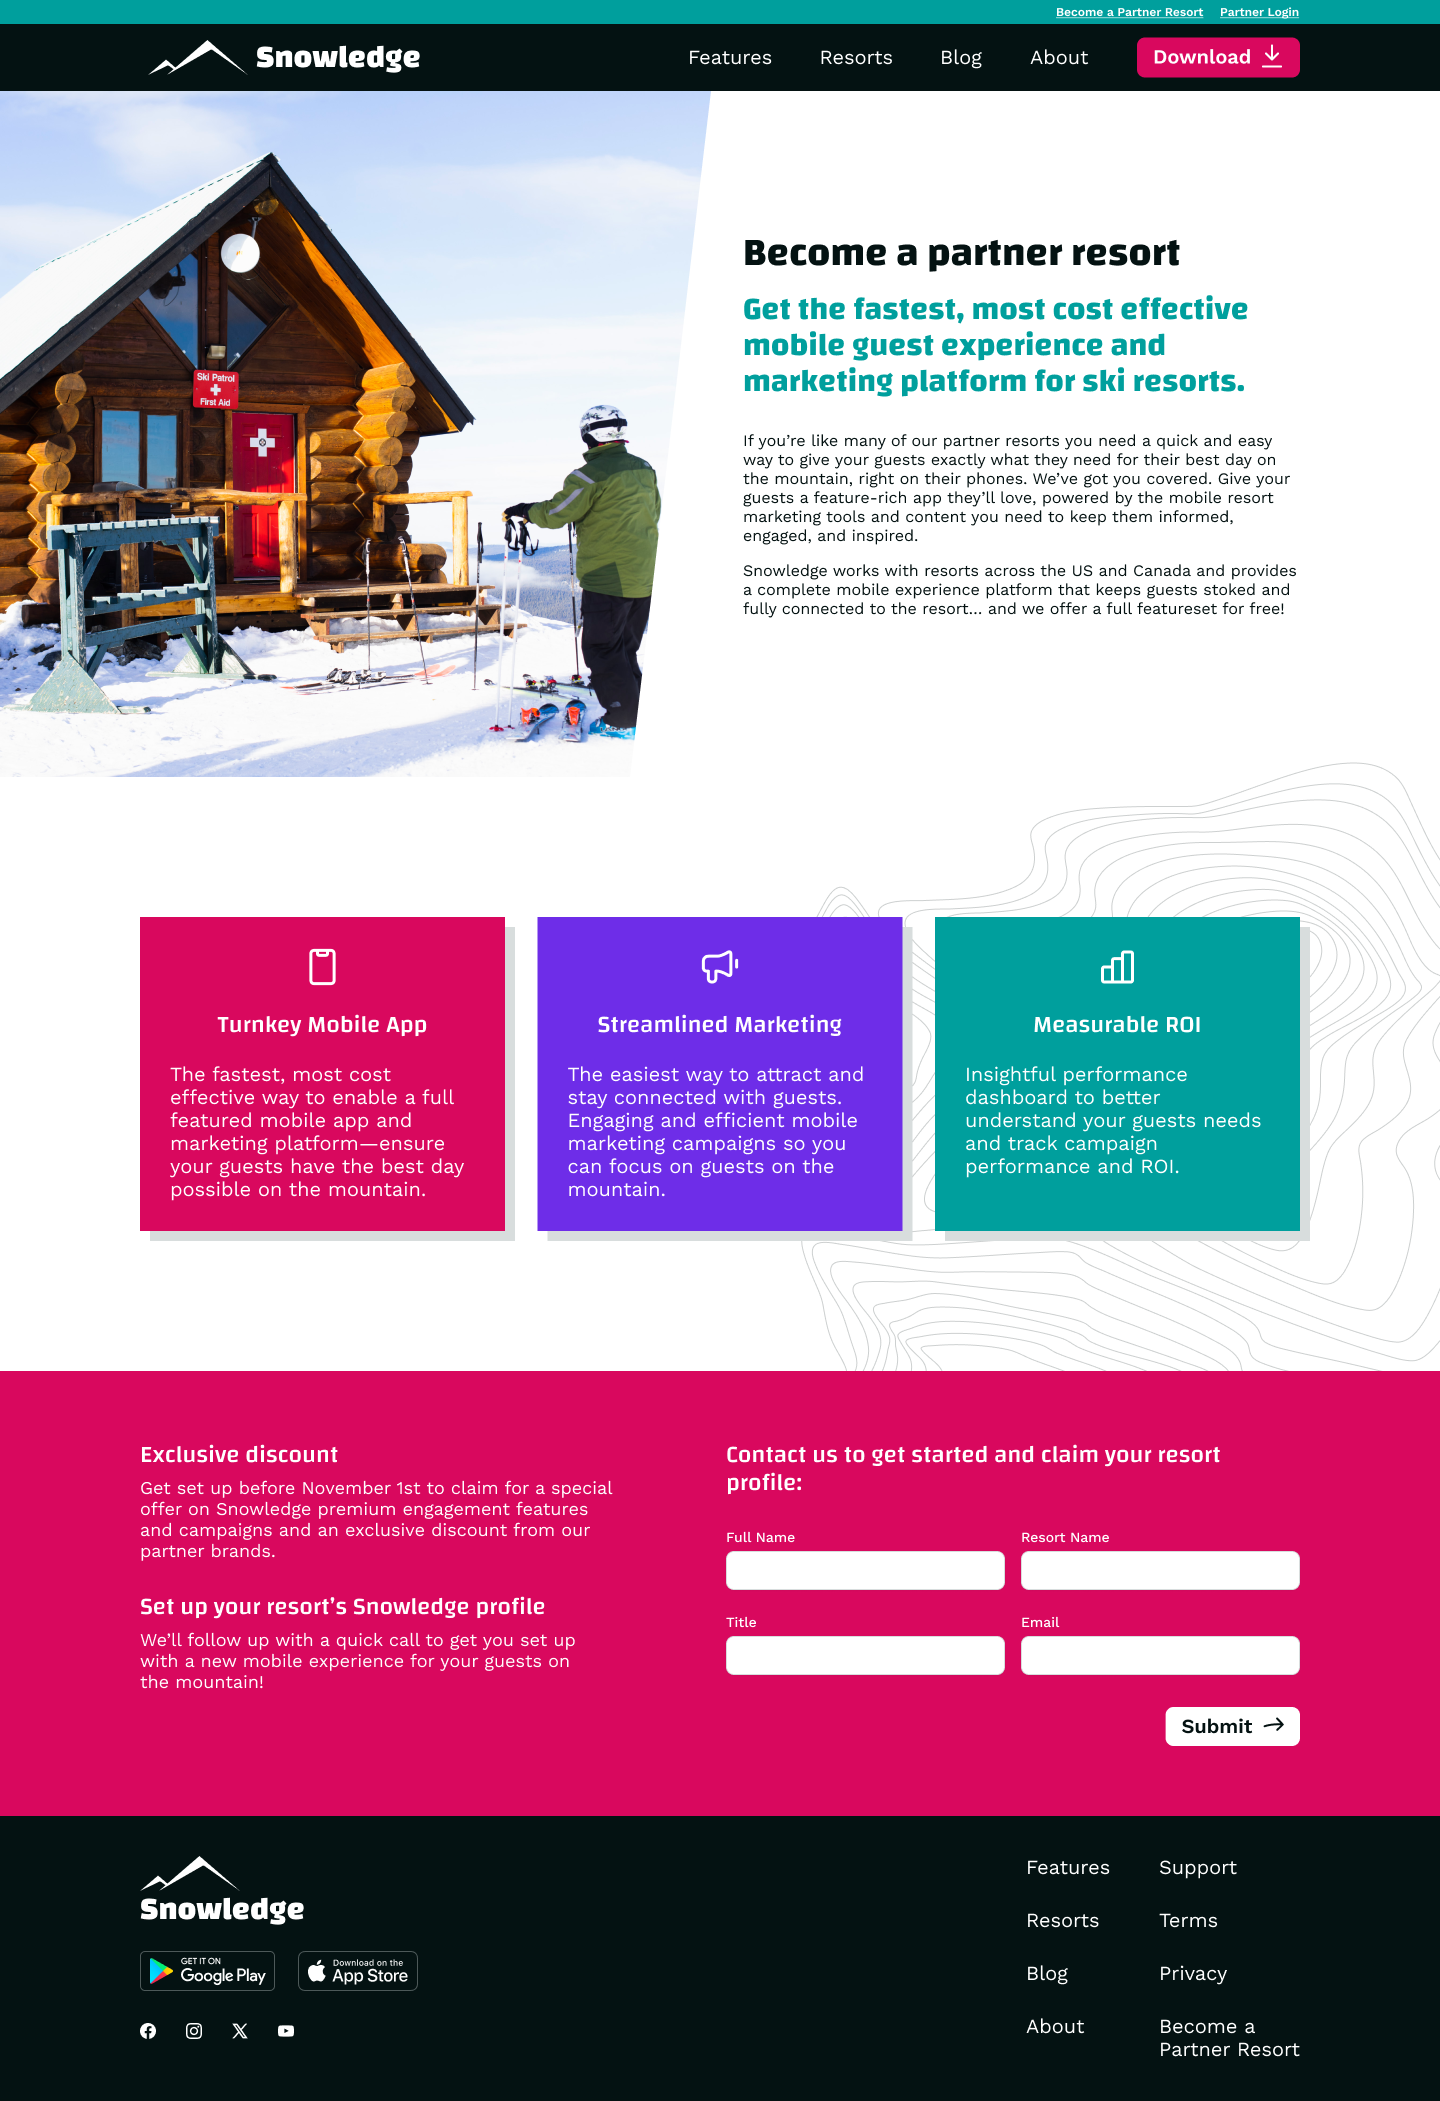 Become a Partner Resort Partner Login
Snowledge
Features Resorts Blog About Download
Ski Patrol
First Aid
Become a partner resort
Get the fastest, most cost effective
mobile guest experience and
marketing platform for ski resorts.
If you’re like many of our partner resorts you need a quick and easy
way to give your guests exactly what they need for their best day on
the mountain, right on their phones. We’ve got you covered. Give your
guests a feature-rich app they’ll love, powered by the mobile resort
marketing tools and content you need to keep them informed,
engaged, and inspired.
Snowledge works with resorts across the US and Canada and provides
a complete mobile experience platform that keeps guests stoked and
fully connected to the resort... and we offer a full featureset for free!
Turnkey Mobile App
The fastest, most cost
effective way to enable a full
featured mobile app and
marketing platform—ensure
your guests have the best day
possible on the mountain.
Streamlined Marketing
The easiest way to attract and
stay connected with guests.
Engaging and efficient mobile
marketing campaigns so you
can focus on guests on the
mountain.
Measurable ROI
Insightful performance
dashboard to better
understand your guests needs
and track campaign
performance and ROI.
Exclusive discount
Get set up before November 1st to claim for a special
offer on Snowledge premium engagement features
and campaigns and an exclusive discount from our
partner brands.
Set up your resort’s Snowledge profile
We’ll follow up with a quick call to get you set up
with a new mobile experience for your guests on
the mountain!
Contact us to get started and claim your resort
profile:
Full Name Resort Name
Title Email
Submit
Snowledge
GET IT ON
Google Play
Download on the
App Store
Features
Resorts
Blog
About
Support
Terms
Privacy
Become a
Partner Resort